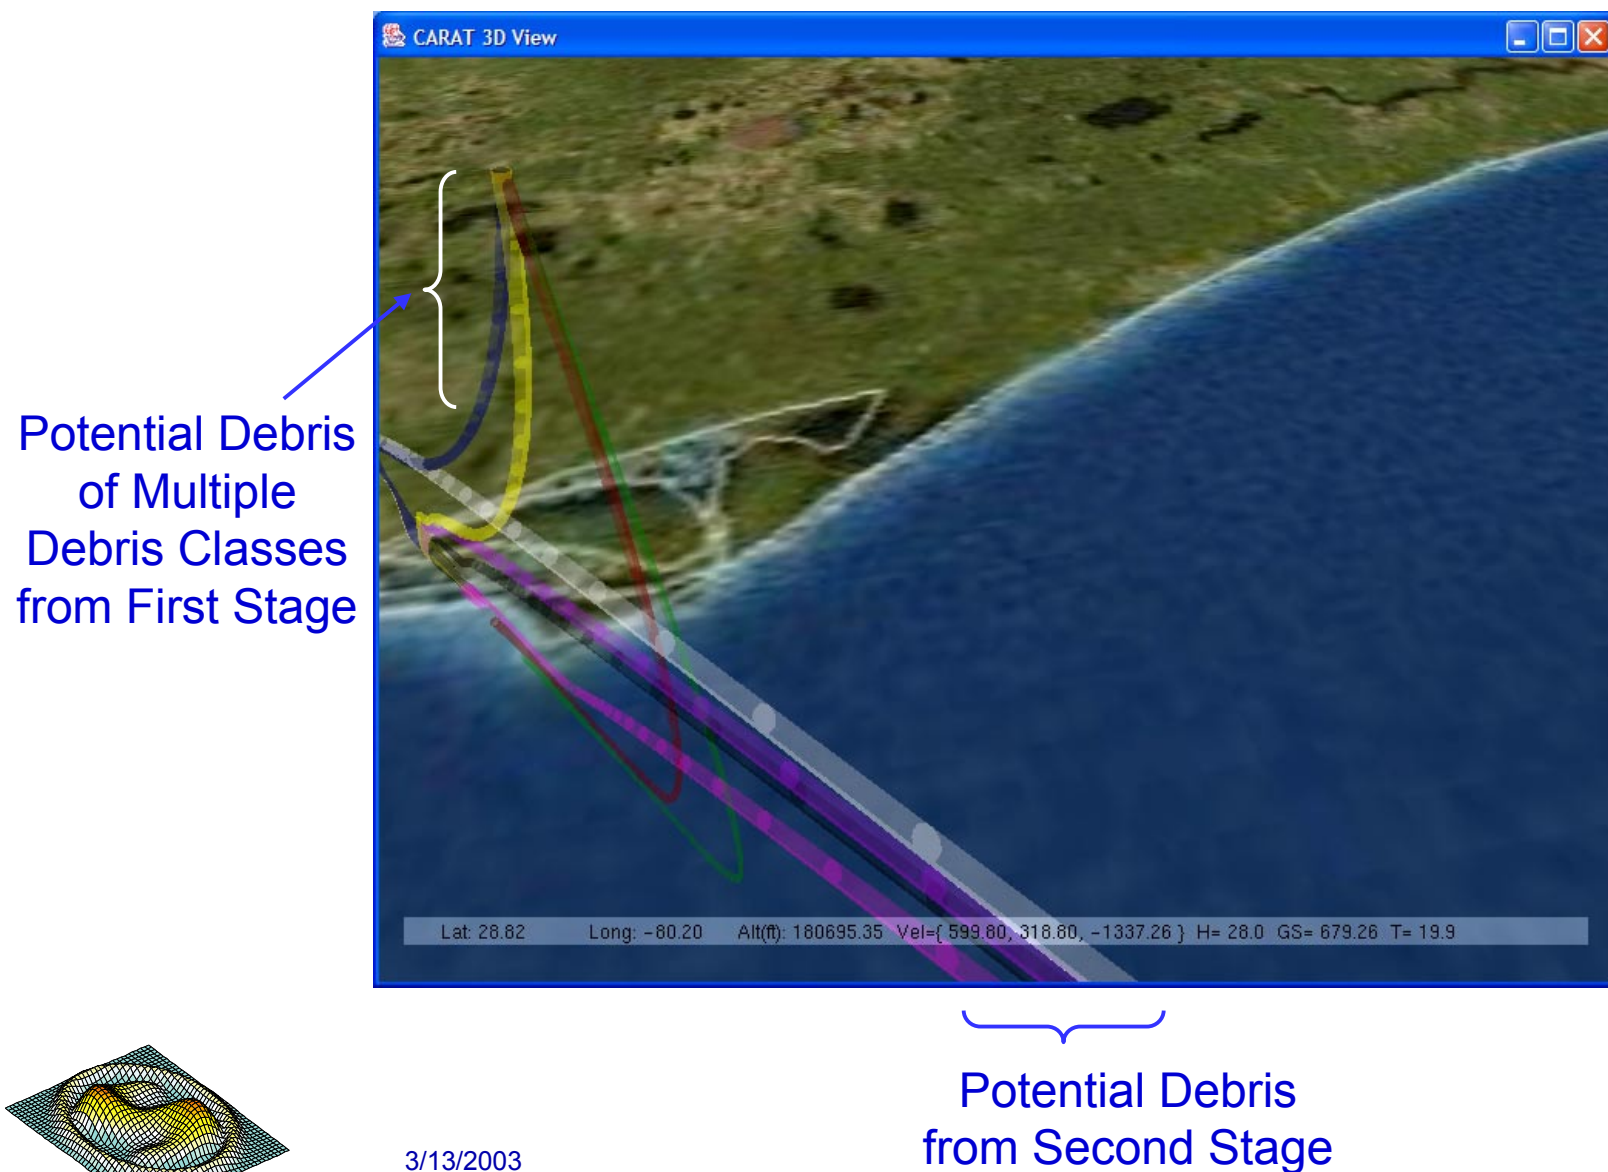 CARAT 3D View
Potential Debris
of Multiple
Debris Classes
from First Stage
Lat: 28.82 Long: -80.20 Alt(ft): 180695.35 Vel={ 599.80, 318.80, -1337.26 } H= 28.0 GS= 679.26 T= 19.9
Potential Debris
from Second Stage
3/13/2003